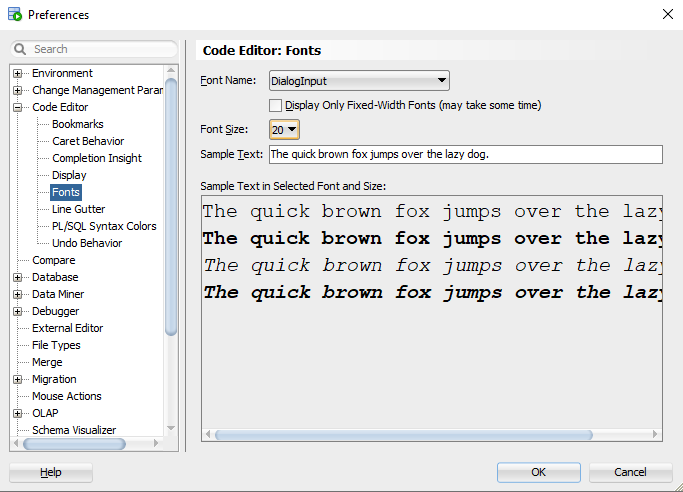 Preferences
Search
Environment
Change Management Paran
Code Editor
Bookmarks
Caret Behavior
Completion Insight
Display
Fonts
Line Gutter
PL/SQL Syntax Colors
Undo Behavior
Compare
Database
Data Miner
Debugger
External Editor
File Types
Merge
Migration
Mouse Actions
OLAP
Schema Visualizer
Code Editor: Fonts
Font Name: DialogInput
Display Only Fixed-Width Fonts (may take some time)
Font Size: 20
Sample Text: The quick brown fox jumps over the lazy dog.
Sample Text in Selected Font and Size:
The quick brown fox jumps over the lazy
The quick brown fox jumps over the lazy
The quick brown fox jumps over the lazy
The quick brown fox jumps over the lazy
Help
OK
Cancel